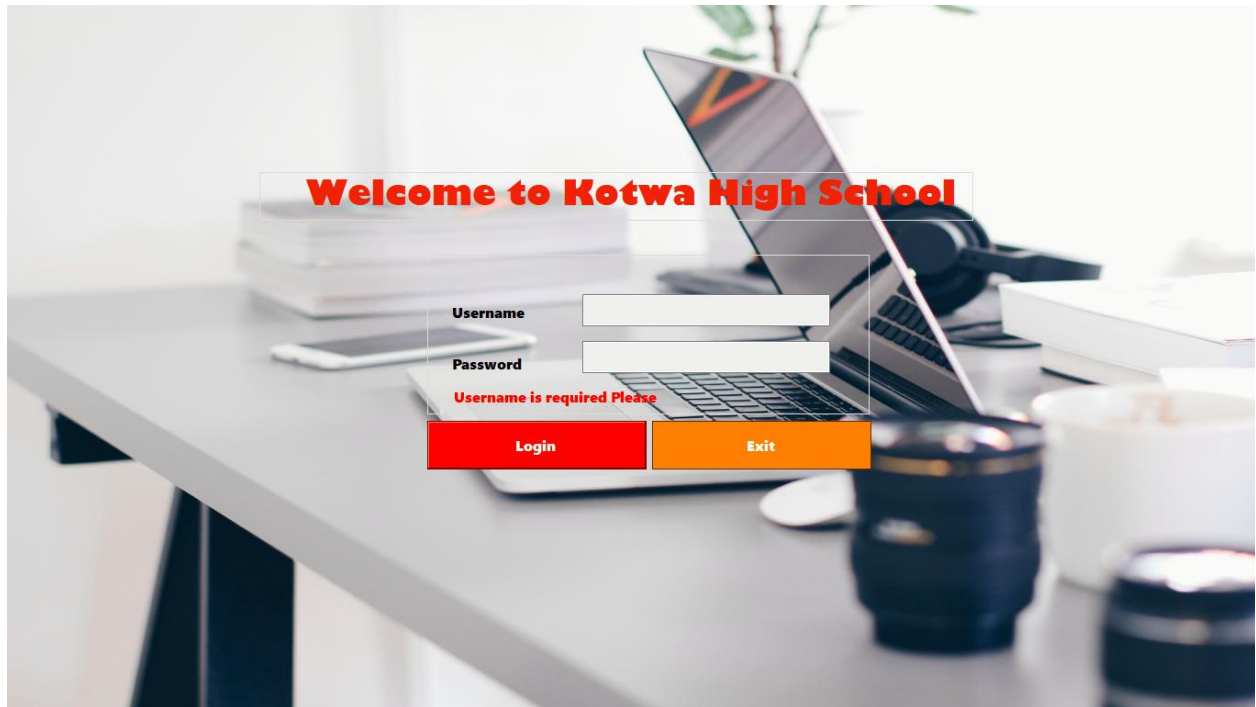 Welcome to Kotwa High School
Username
Password
Username is required Please
Login
Exit